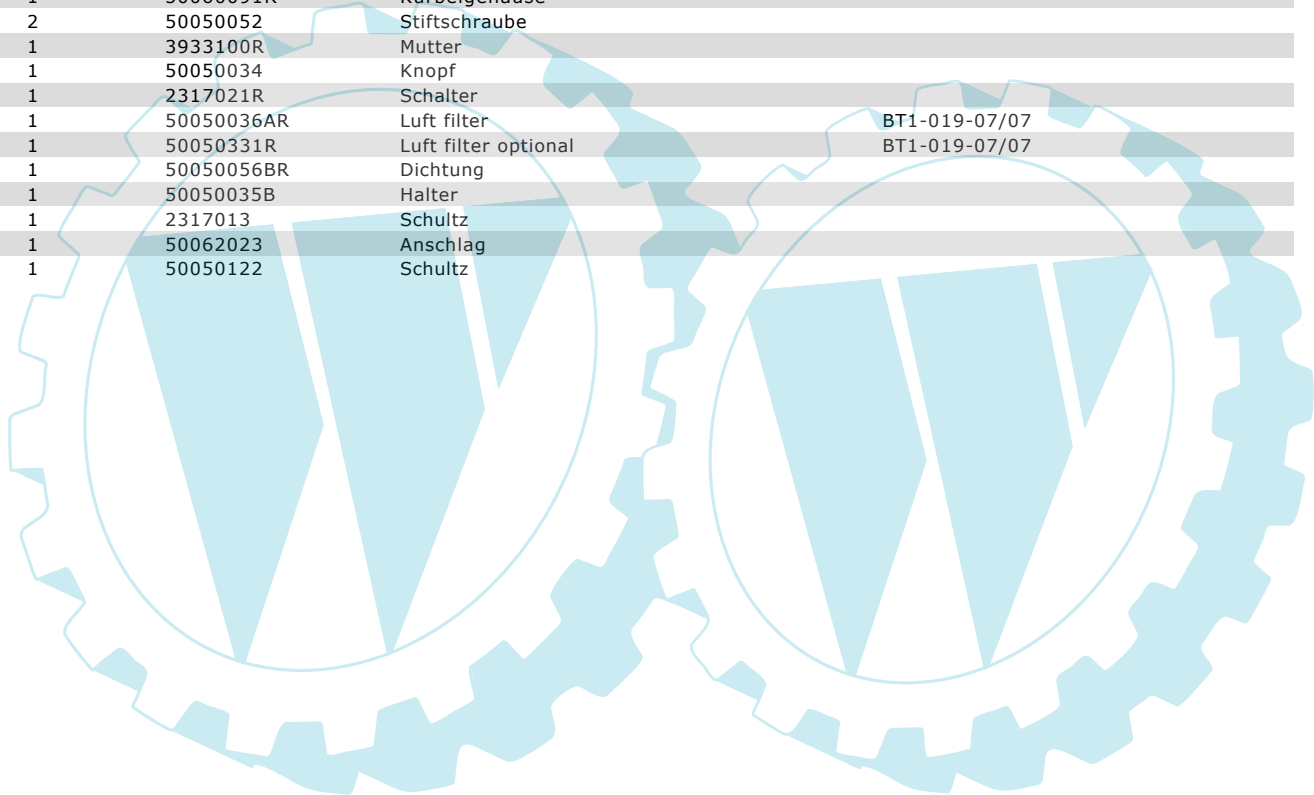 2 50050052 Stiftschraube
1 3933100R Mutter
1 50050034 Knopf
1 2317021R Schalter
1 50050036AR Luft filter BT1-019-07/07
1 50050331R Luft filter optional BT1-019-07/07
1 50050056BR Dichtung
1 50050035B Halter
1 2317013 Schultz
1 50062023 Anschlag
1 50050122 Schultz